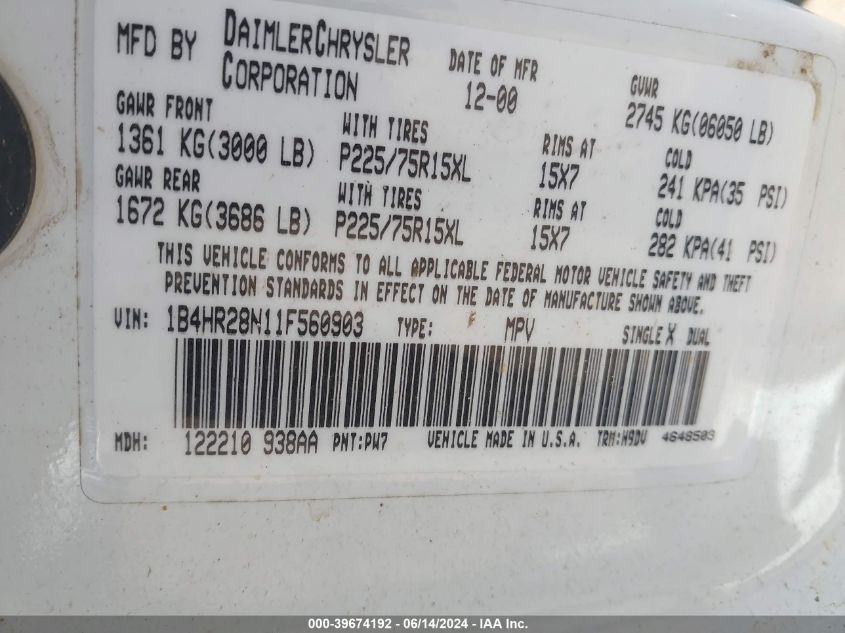 MFD BY DAIMLERCHRYSLER CORPORATION DATE OF MFR 12-00 GVWR 2745 KG(06050 LB)
GAWR FRONT WITH TIRES RIMS AT COLD
1361 KG(3000 LB) P225/75R15XL 15X7 241 KPA(35 PSI)
GAWR REAR WITH TIRES RIMS AT COLD
1672 KG(3686 LB) P225/75R15XL 15X7 282 KPA(41 PSI)
THIS VEHICLE CONFORMS TO ALL APPLICABLE FEDERAL MOTOR VEHICLE SAFETY AND THEFT
PREVENTION STANDARDS IN EFFECT ON THE DATE OF MANUFACTURE SHOWN ABOVE.
VIN: 1B4HR28N11F560903 TYPE: MPV SINGLE X DUAL
MDH: 122210 938AA PNT:PW7 VEHICLE MADE IN U.S.A. TRM:H9DV 4648503
000-39674192 - 06/14/2024 - IAA Inc.